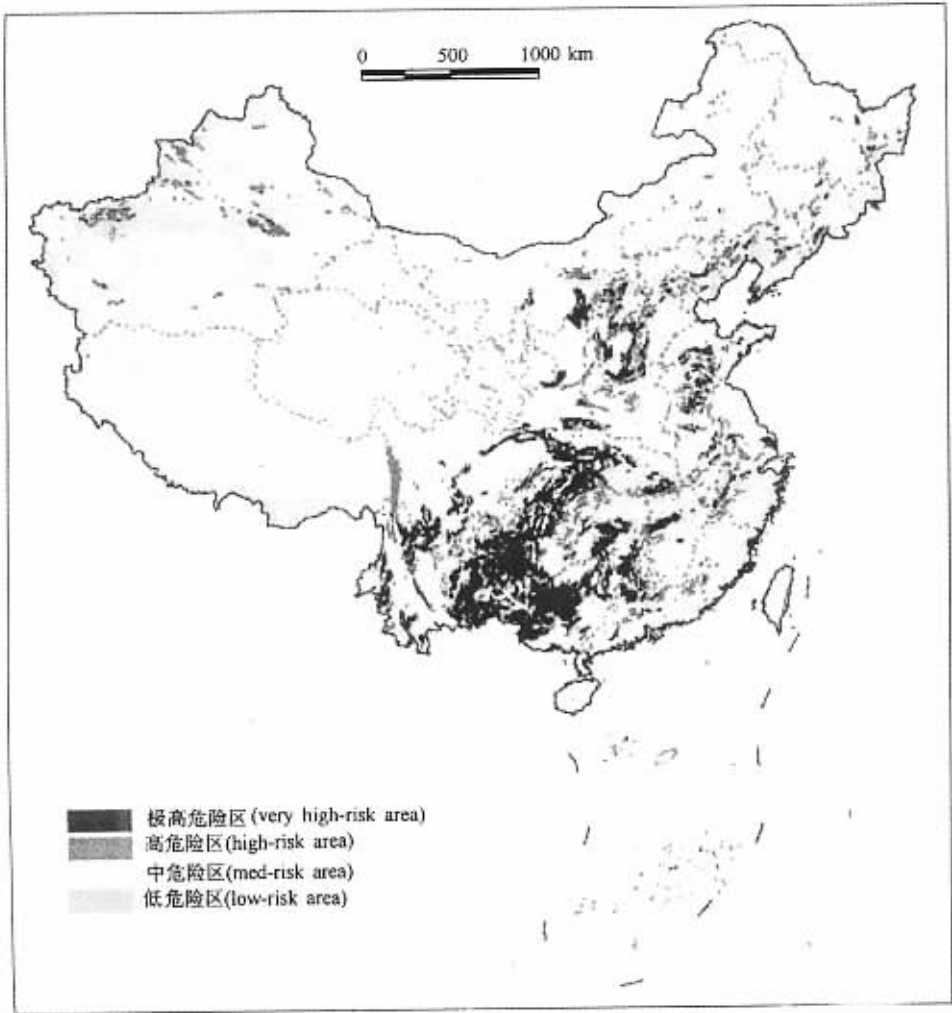 0 500 1000 km
极高危险区(very high-risk area)
高危险区(high-risk area)
中危险区(med-risk area)
低危险区(low-risk area)